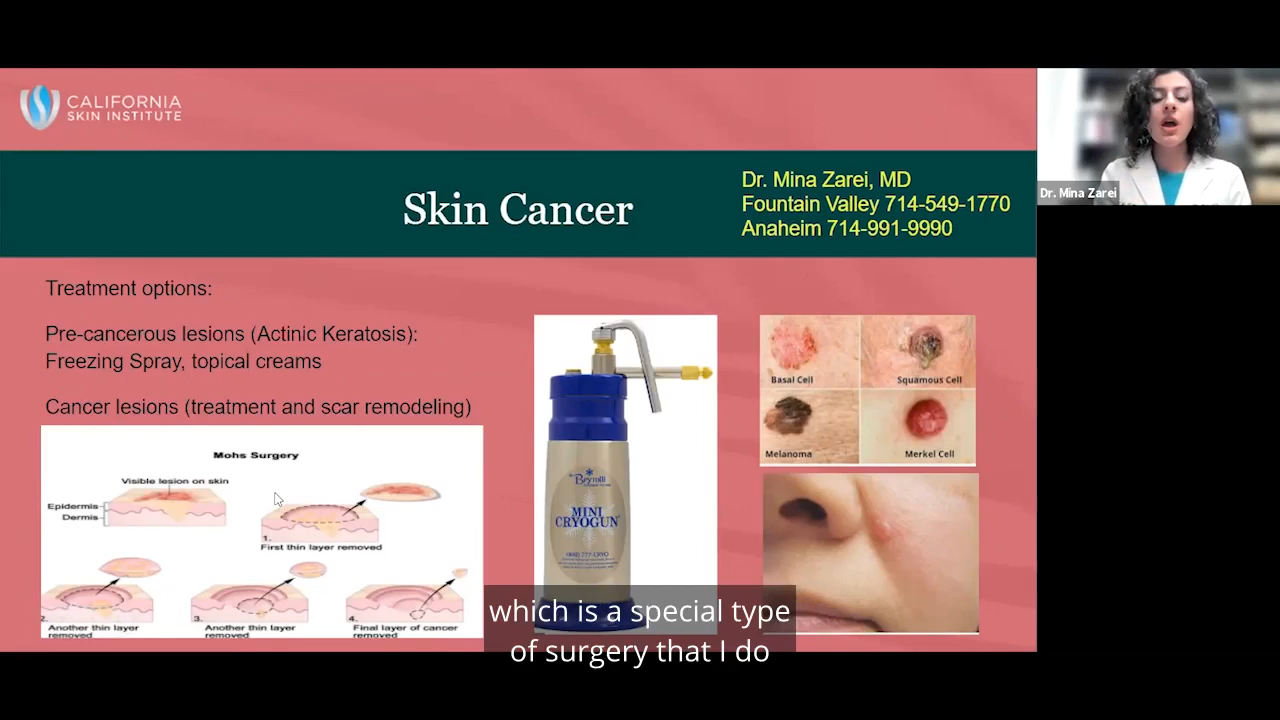 CALIFORNIA
SKIN INSTITUTE
Skin Cancer
Dr. Mina Zarei, MD
Fountain Valley 714-549-1770
Anaheim 714-991-9990
Dr. Mina Zarei
Treatment options:
Pre-cancerous lesions (Actinic Keratosis):
Freezing Spray, topical creams
Cancer lesions (treatment and scar remodeling)
Mohs Surgery
Visible lesion on skin
Epidermis
Dermis
1.
First thin layer removed
2.
Another thin layer
removed
3.
Another thin layer
removed
4.
Final layer of cancer
removed
Brymill
MINI
CRYOGUN
Basal Cell
Squamous Cell
Melanoma
Merkel Cell
which is a special type
of surgery that I do